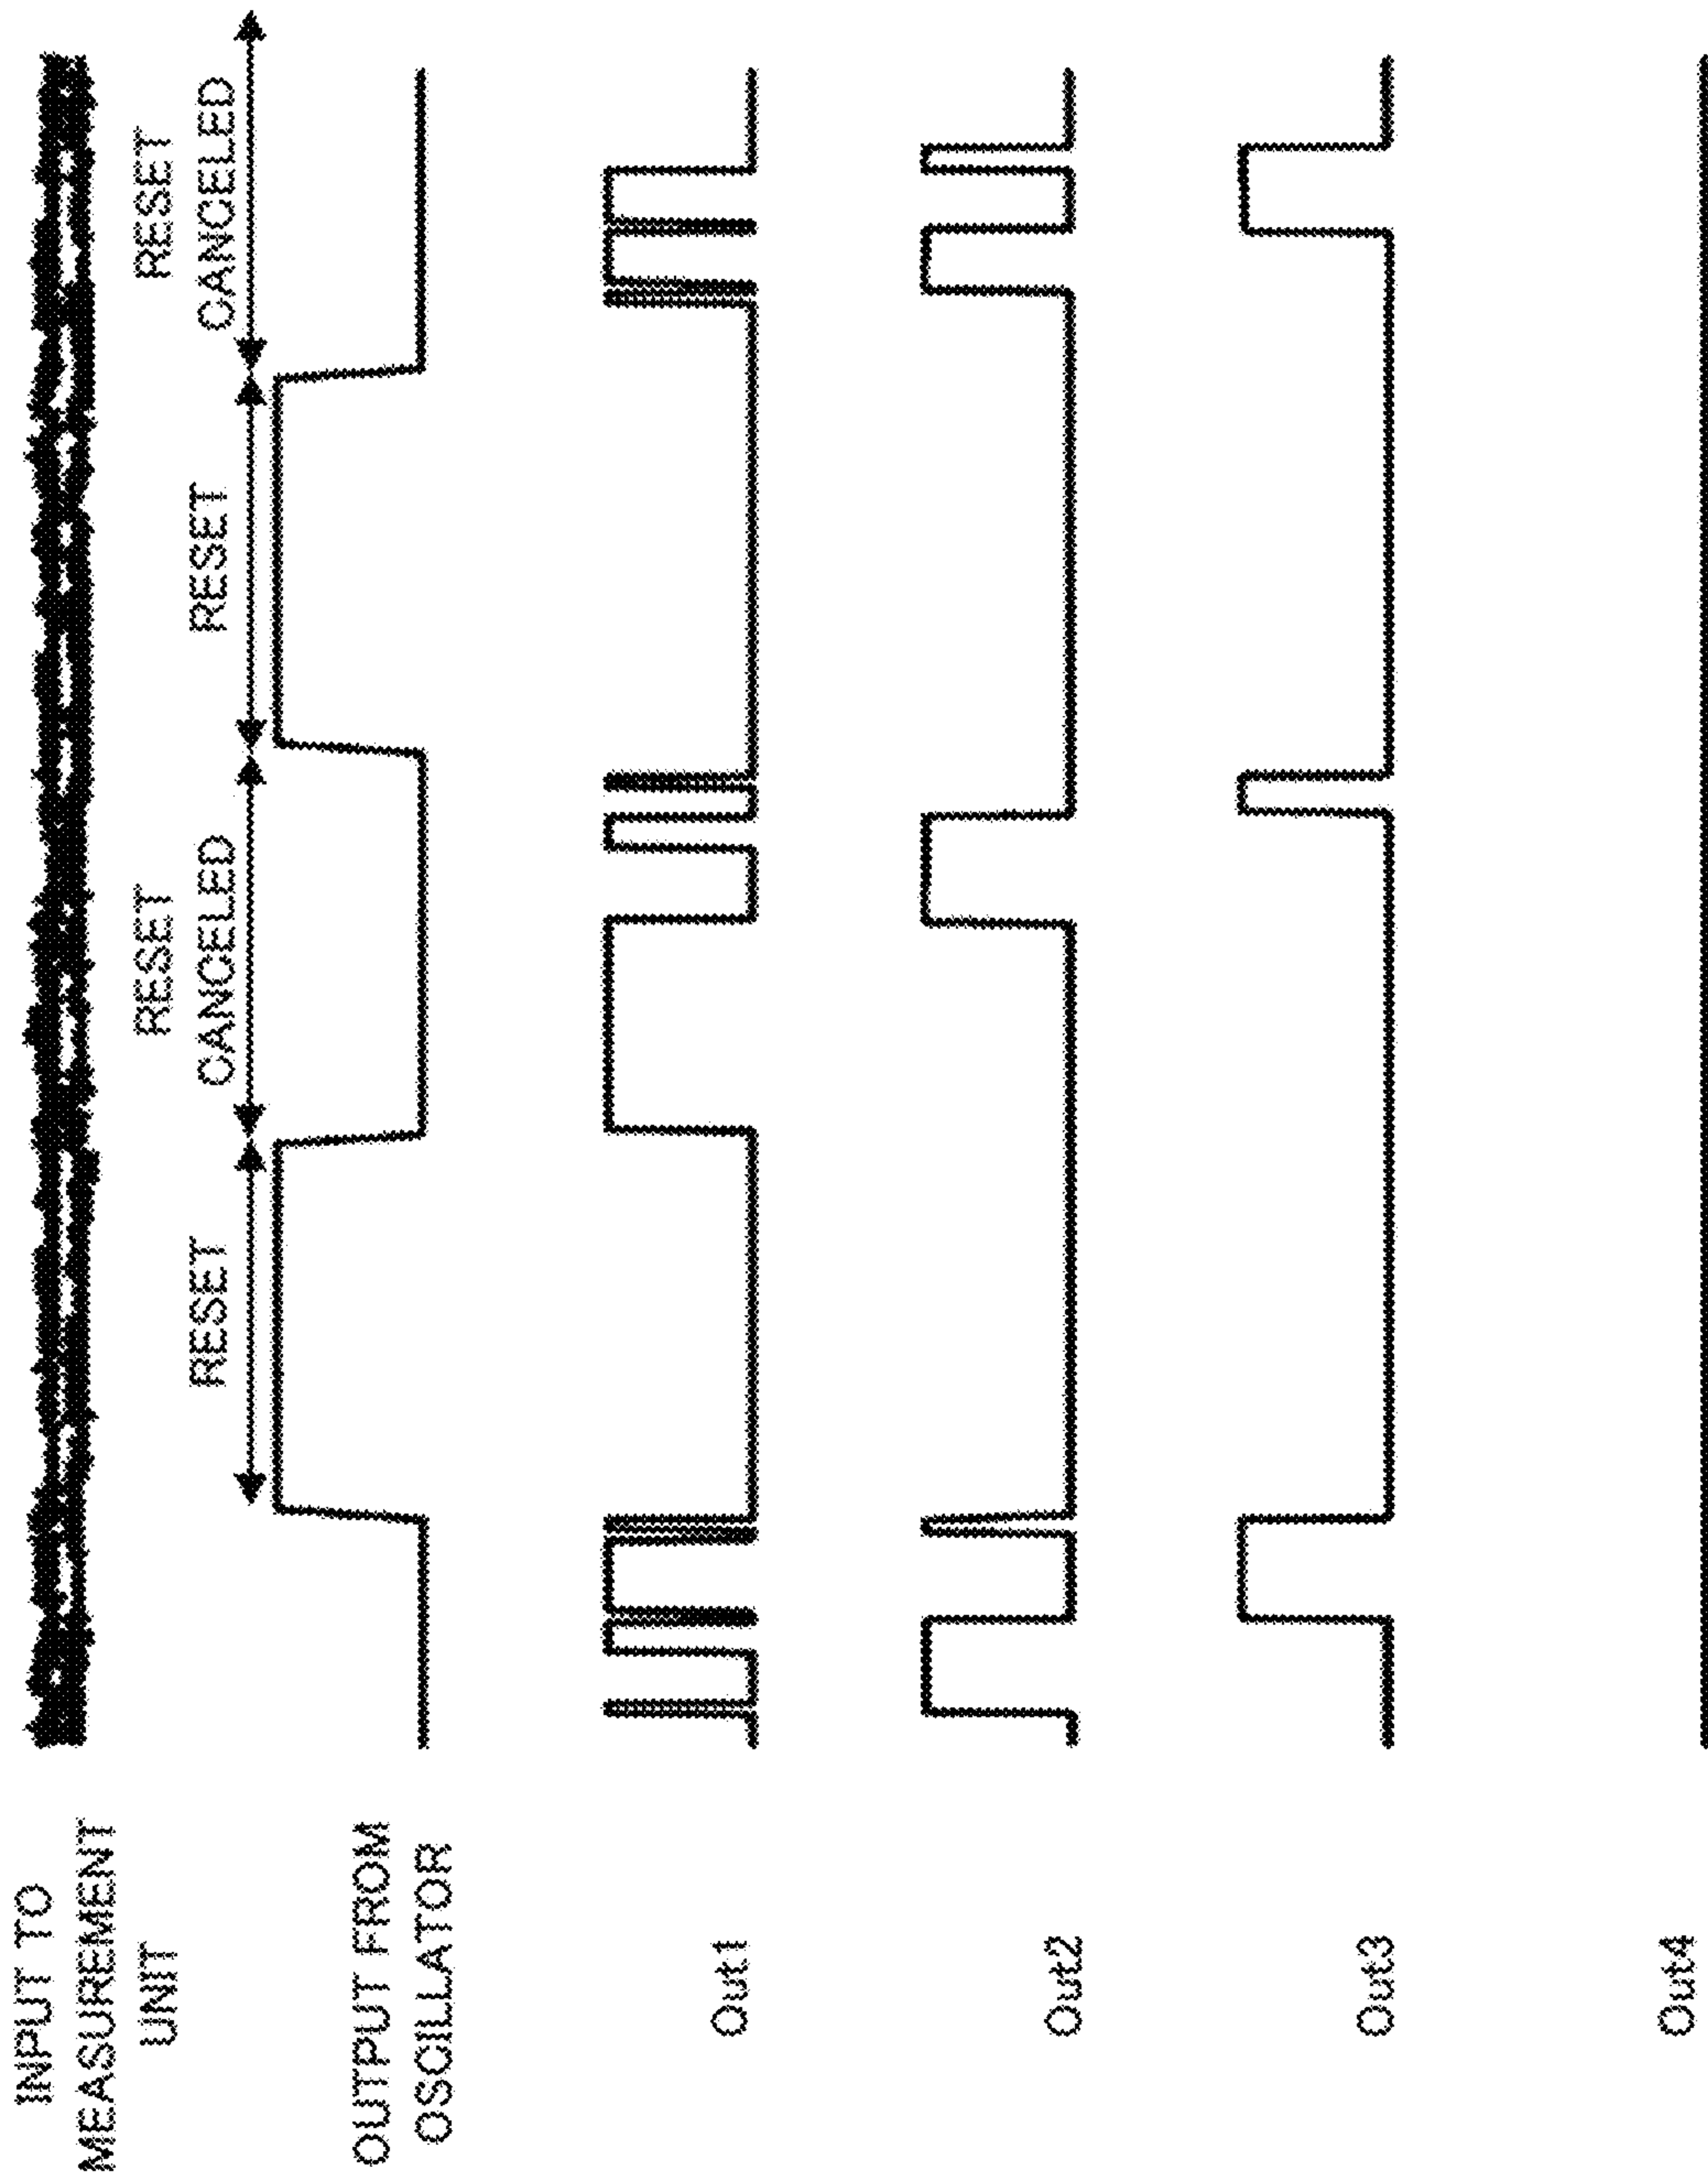 INPUT TO
MEASUREMENT
UNIT
RESET
RESET
CANCELED
RESET
RESET
CANCELED
OUTPUT FROM
OSCILLATOR
Out1
Out2
Out3
Out4